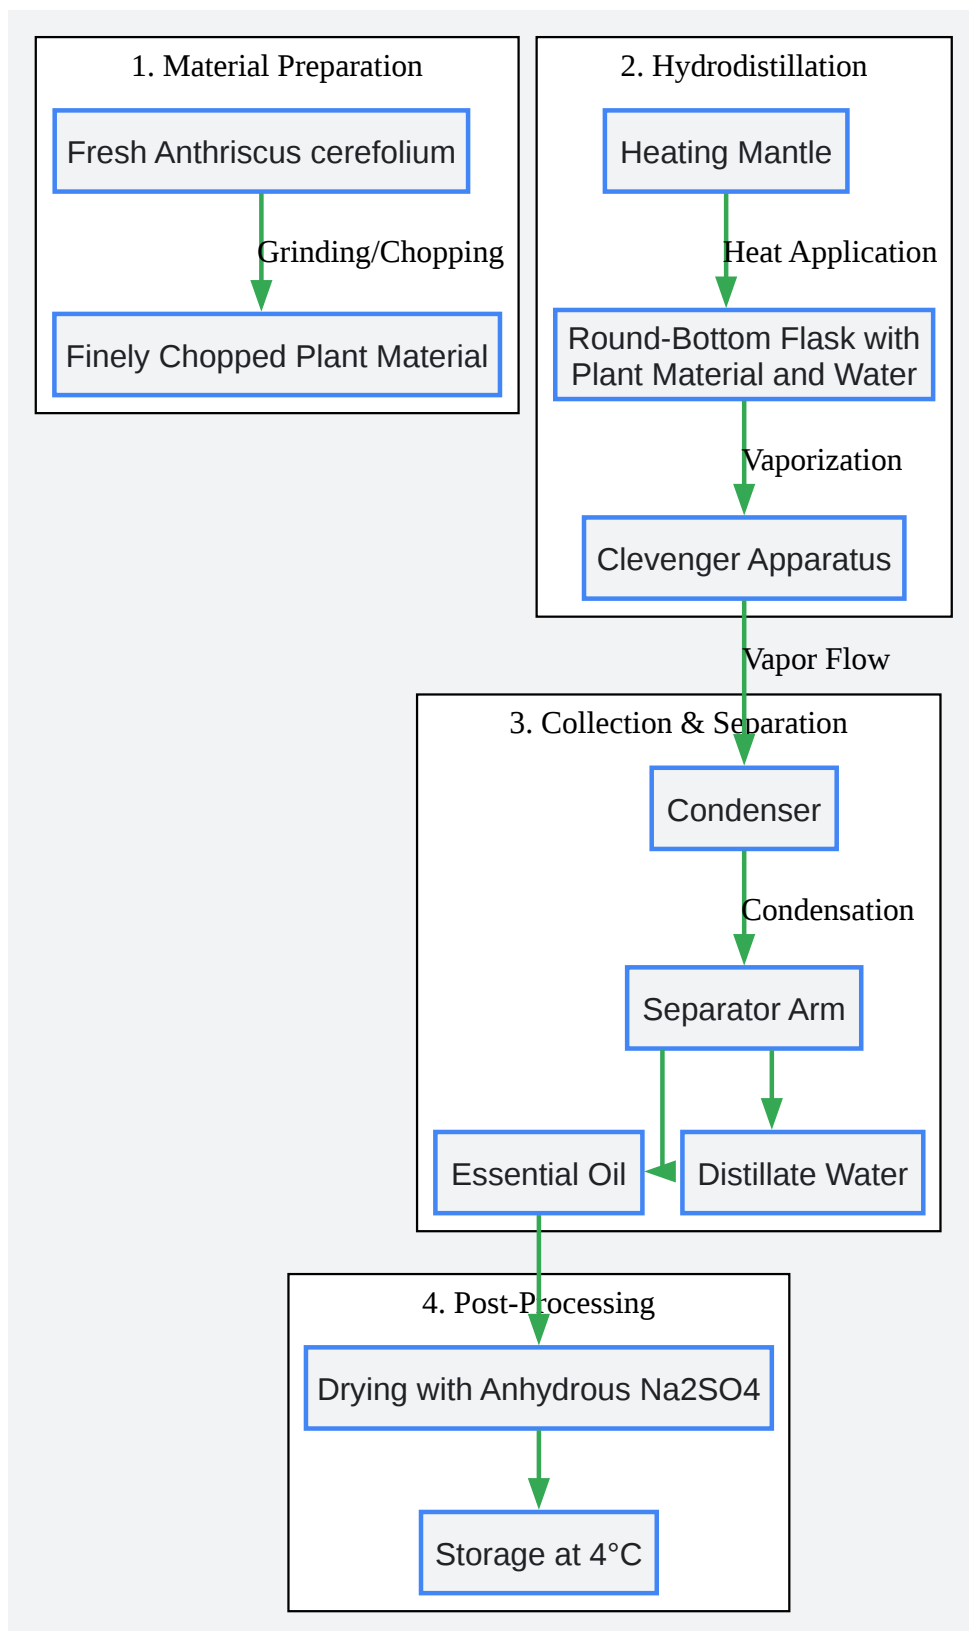 1. Material Preparation
Fresh Anthriscus cerefolium
Grinding/Chopping
Finely Chopped Plant Material
2. Hydrodistillation
Heating Mantle
Heat Application
Round-Bottom Flask with
Plant Material and Water
Vaporization
Clevenger Apparatus
Vapor Flow
3. Collection & Separation
Condenser
Condensation
Separator Arm
Essential Oil
Distillate Water
4. Post-Processing
Drying with Anhydrous Na2SO4
Storage at 4°C